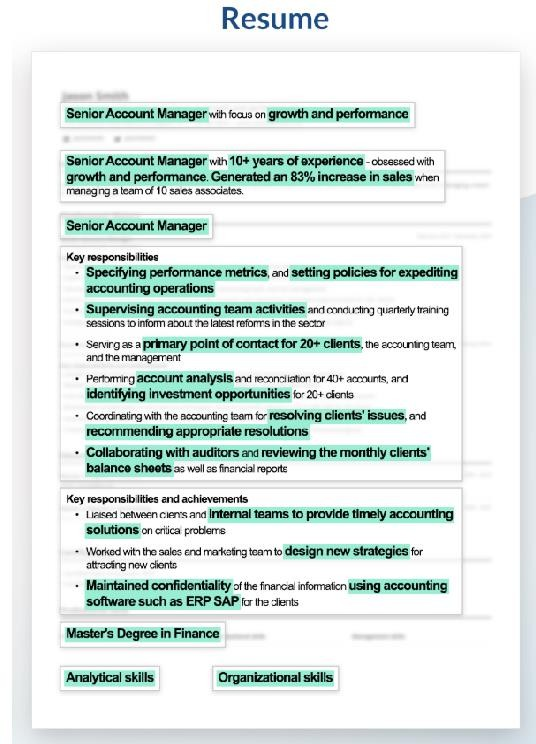 Resume
Jason Smith
Senior Account Manager with focus on growth and performance
Senior Account Manager with 10+ years of experience - obsessed with
growth and performance. Generated an 83% increase in sales when
managing a team of 10 sales associates.
Senior Account Manager
Key responsibilities
• Specifying performance metrics, and setting policies for expediting
accounting operations
• Supervising accounting team activities and conducting quarterly training
sessions to inform about the latest reforms in the sector
• Serving as a primary point of contact for 20+ clients, the accounting team,
and the management
• Performing account analysis and reconciliation for 40+ accounts, and
identifying investment opportunities for 20+ clients
• Coordinating with the accounting team for resolving clients' issues, and
recommending appropriate resolutions
• Collaborating with auditors and reviewing the monthly clients'
balance sheets as well as financial reports
Key responsibilities and achievements
• Liaised between clients and internal teams to provide timely accounting
solutions on critical problems
• Worked with the sales and marketing team to design new strategies for
attracting new clients
• Maintained confidentiality of the financial information using accounting
software such as ERP SAP for the clients
Master's Degree in Finance
Analytical skills
Organizational skills